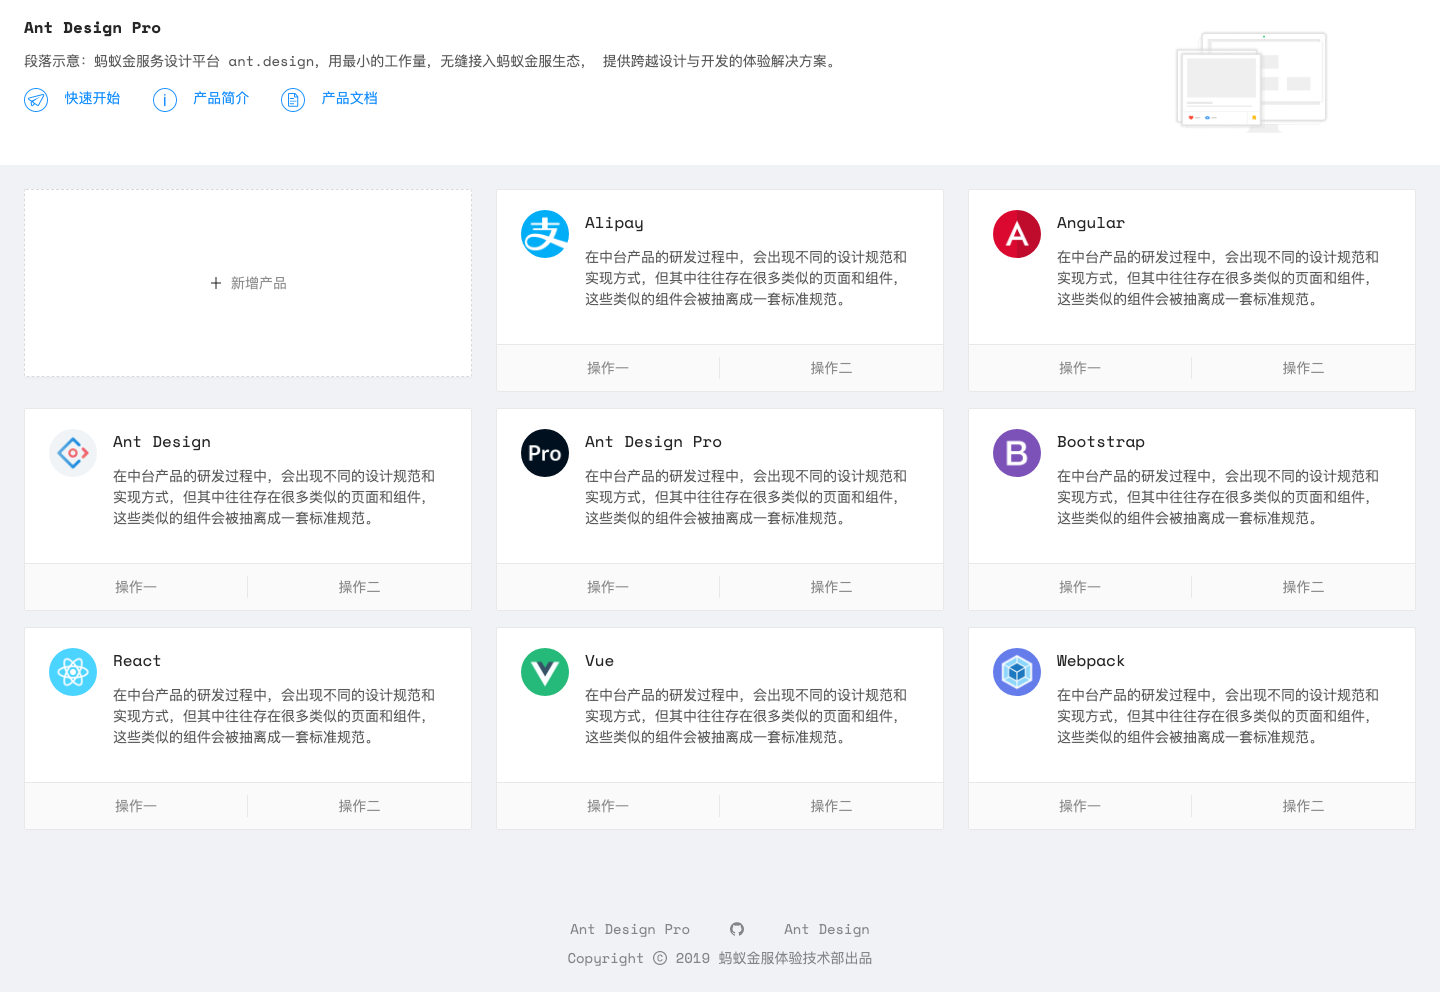 Ant Design Pro
段落示意：蚂蚁金服务设计平台 ant.design，用最小的工作量，无缝接入蚂蚁金服生态， 提供跨越设计与开发的体验解决方案。
快速开始 产品简介 产品文档
新增产品
Alipay
在中台产品的研发过程中，会出现不同的设计规范和
实现方式，但其中往往存在很多类似的页面和组件，
这些类似的组件会被抽离成一套标准规范。
操作一 操作二
Angular
在中台产品的研发过程中，会出现不同的设计规范和
实现方式，但其中往往存在很多类似的页面和组件，
这些类似的组件会被抽离成一套标准规范。
操作一 操作二
Ant Design
在中台产品的研发过程中，会出现不同的设计规范和
实现方式，但其中往往存在很多类似的页面和组件，
这些类似的组件会被抽离成一套标准规范。
操作一 操作二
Pro
Ant Design Pro
在中台产品的研发过程中，会出现不同的设计规范和
实现方式，但其中往往存在很多类似的页面和组件，
这些类似的组件会被抽离成一套标准规范。
操作一 操作二
B
Bootstrap
在中台产品的研发过程中，会出现不同的设计规范和
实现方式，但其中往往存在很多类似的页面和组件，
这些类似的组件会被抽离成一套标准规范。
操作一 操作二
React
在中台产品的研发过程中，会出现不同的设计规范和
实现方式，但其中往往存在很多类似的页面和组件，
这些类似的组件会被抽离成一套标准规范。
操作一 操作二
Vue
在中台产品的研发过程中，会出现不同的设计规范和
实现方式，但其中往往存在很多类似的页面和组件，
这些类似的组件会被抽离成一套标准规范。
操作一 操作二
Webpack
在中台产品的研发过程中，会出现不同的设计规范和
实现方式，但其中往往存在很多类似的页面和组件，
这些类似的组件会被抽离成一套标准规范。
操作一 操作二
Ant Design Pro Ant Design
Copyright © 2019 蚂蚁金服体验技术部出品